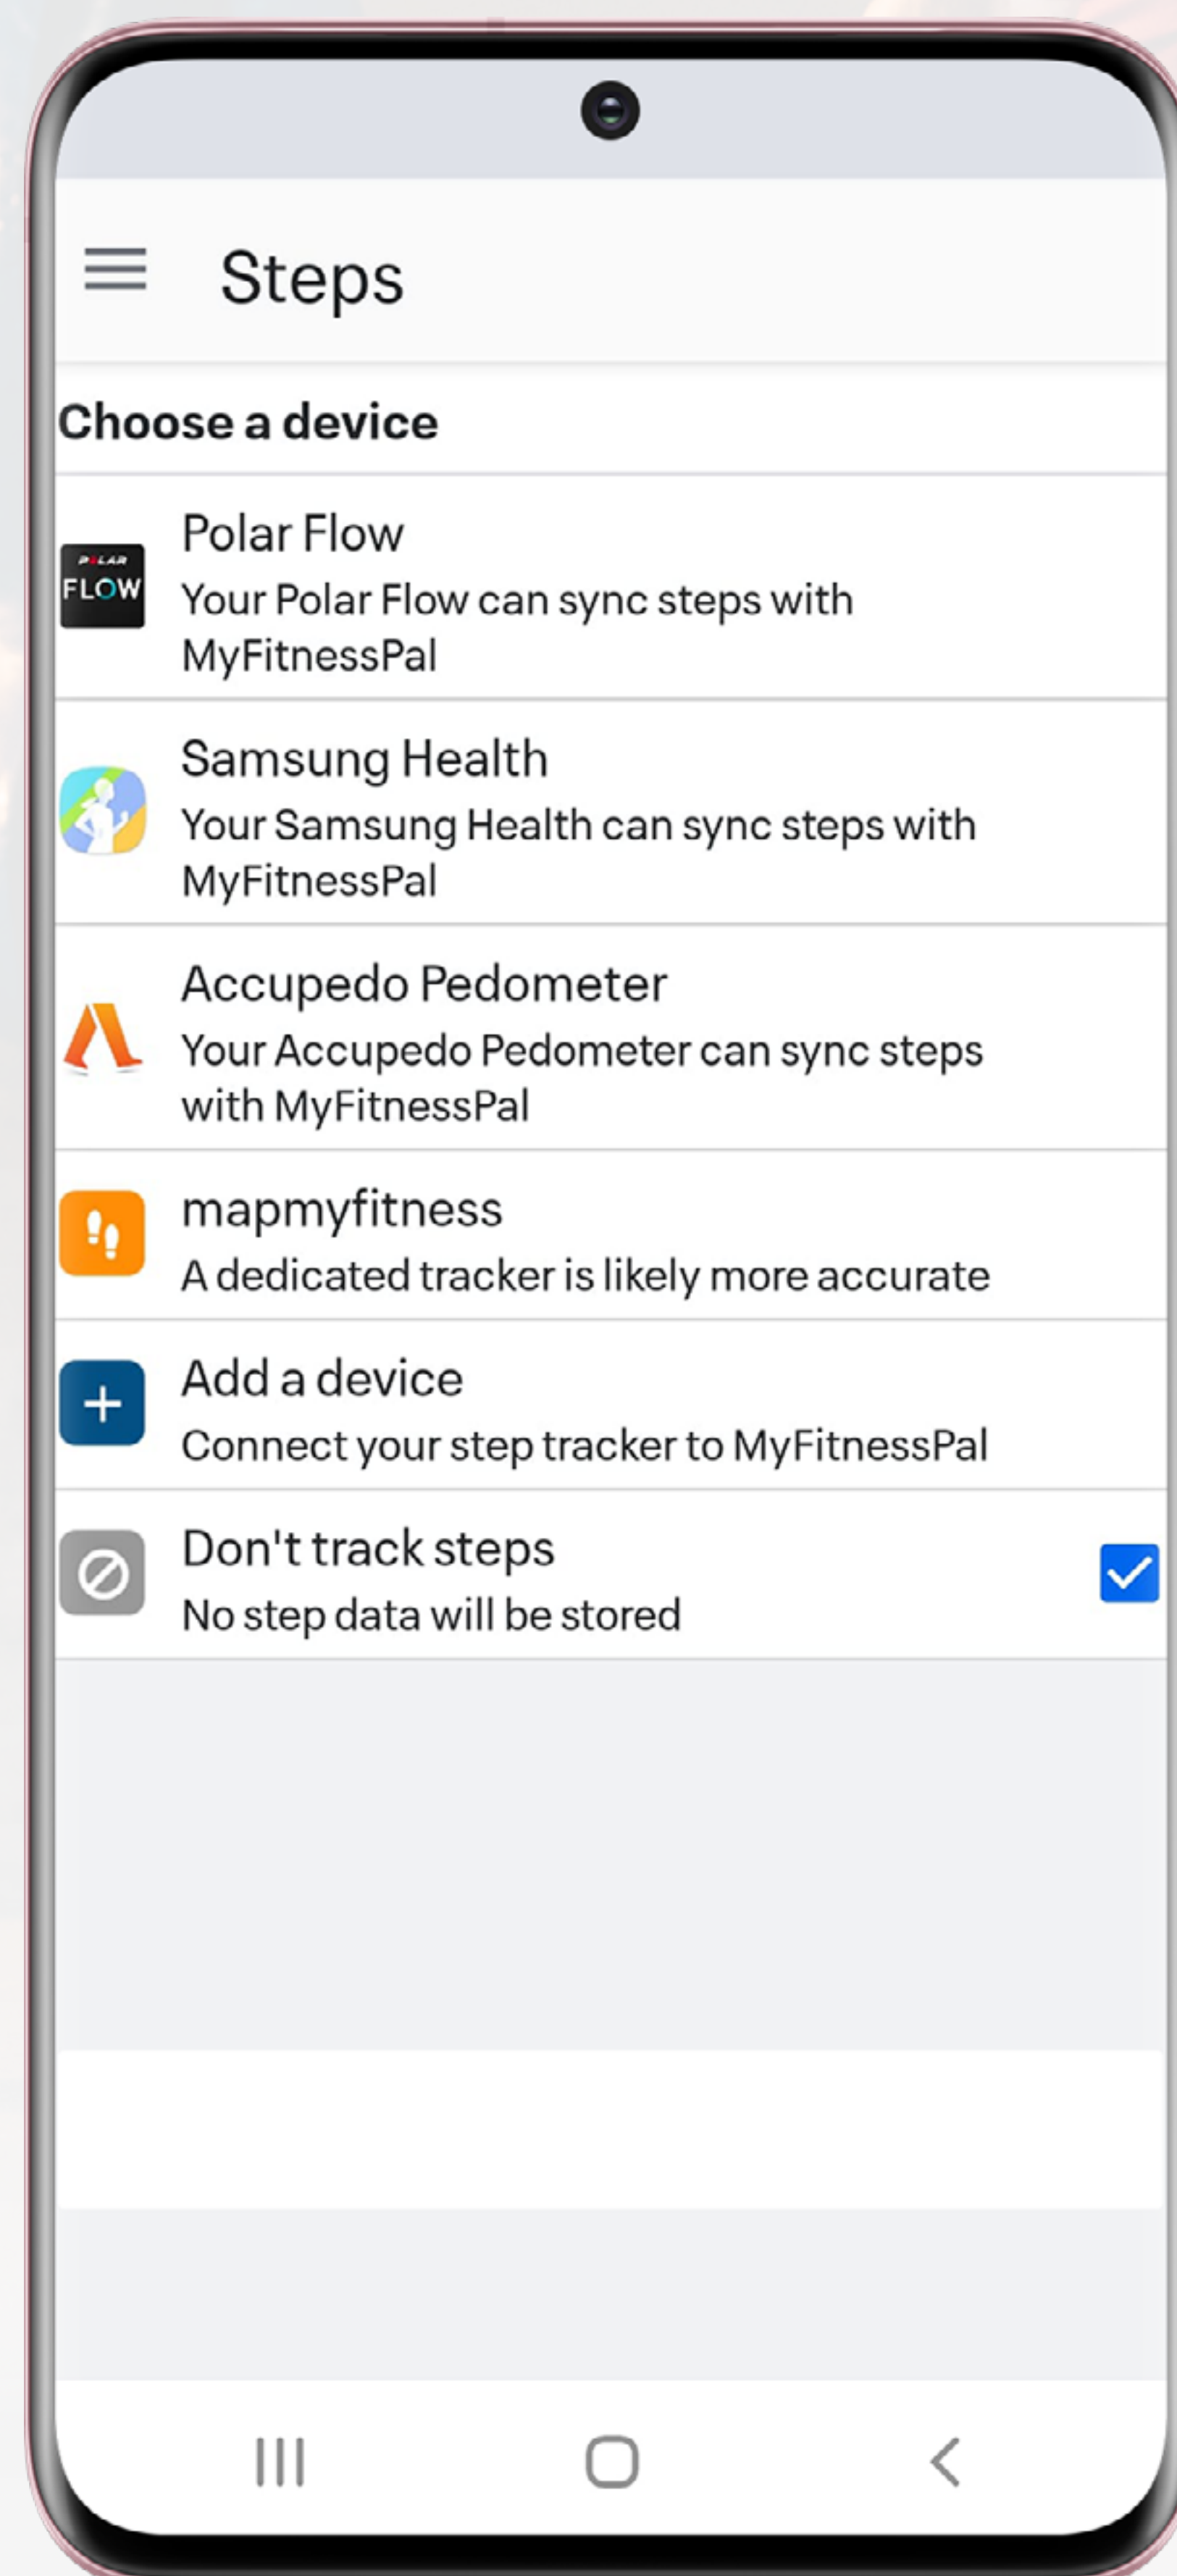 Steps
Choose a device
POLAR
FLOW
Polar Flow
Your Polar Flow can sync steps with
MyFitnessPal
Samsung Health
Your Samsung Health can sync steps with
MyFitnessPal
Accupedo Pedometer
Your Accupedo Pedometer can sync steps
with MyFitnessPal
mapmyfitness
A dedicated tracker is likely more accurate
Add a device
Connect your step tracker to MyFitnessPal
Don't track steps
No step data will be stored